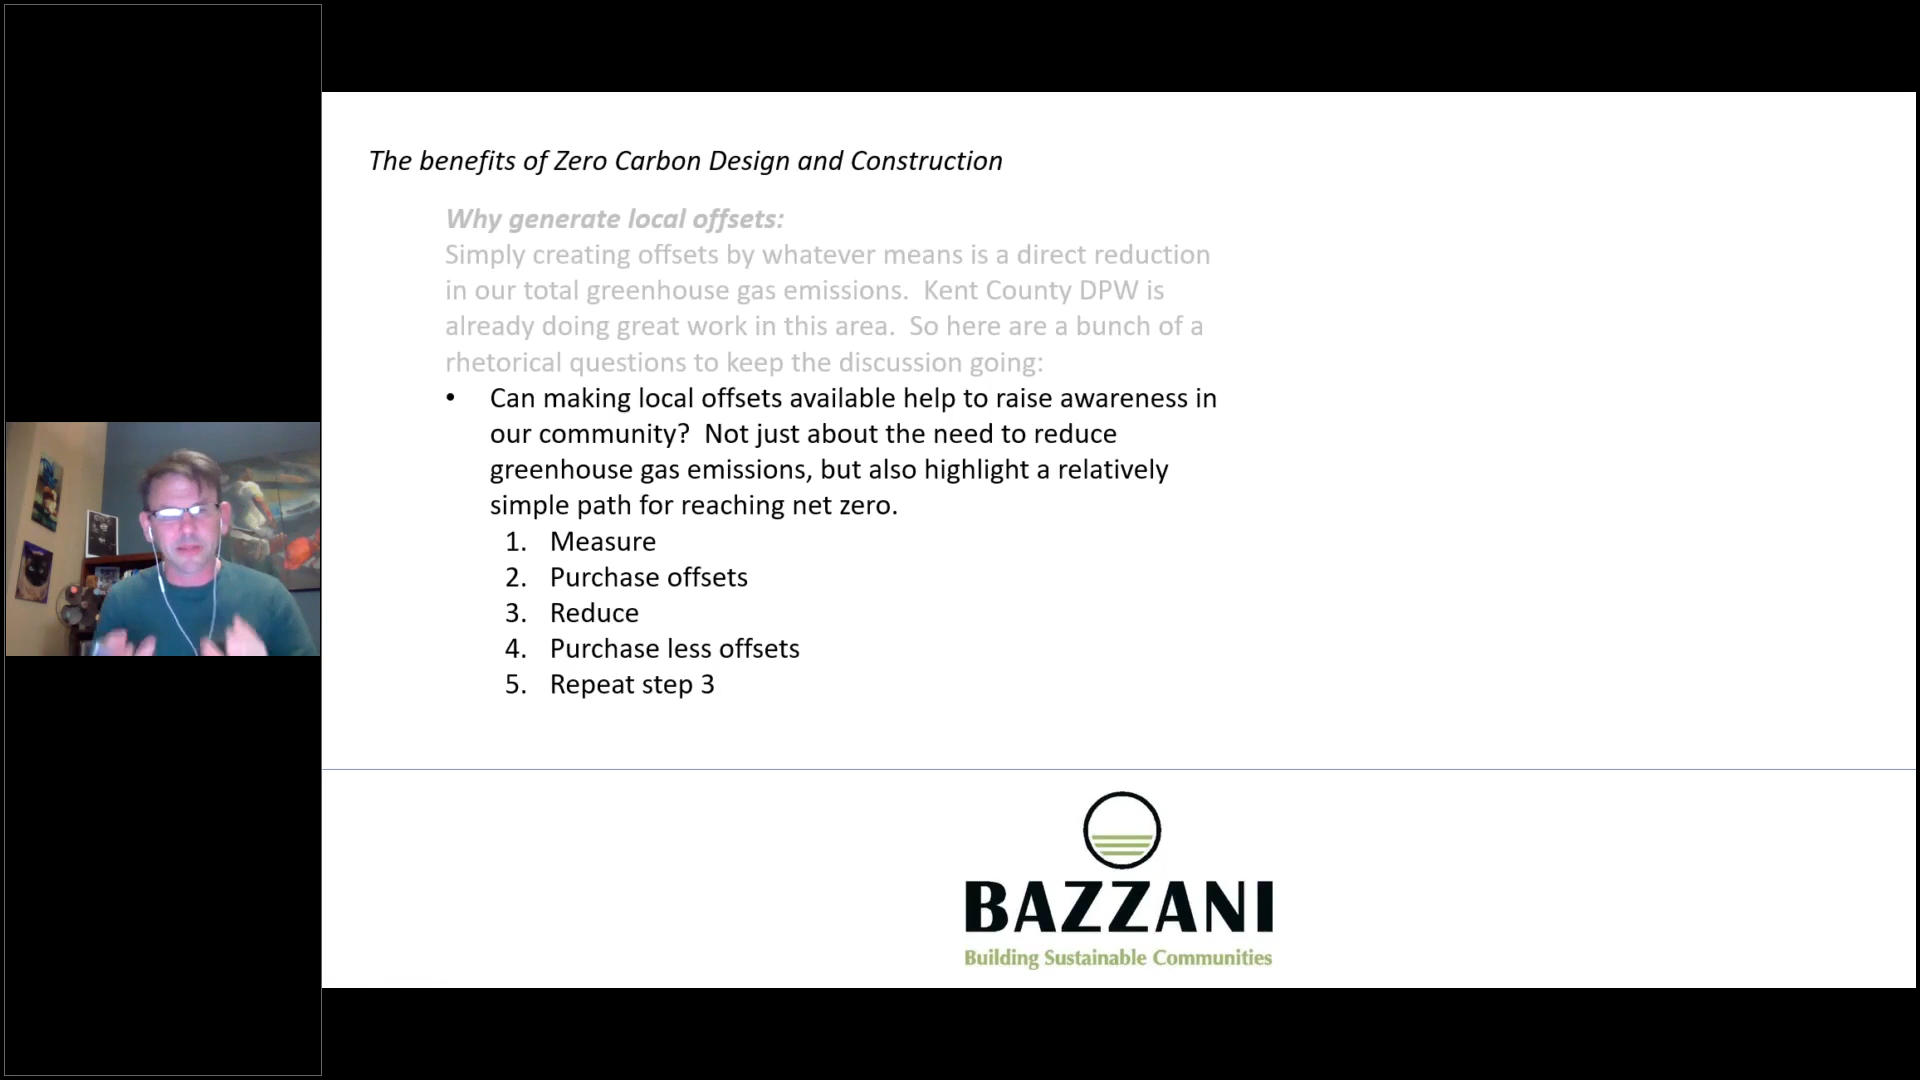 The benefits of Zero Carbon Design and Construction
Why generate local offsets:
Simply creating offsets by whatever means is a direct reduction
in our total greenhouse gas emissions.  Kent County DPW is
already doing great work in this area.  So here are a bunch of a
rhetorical questions to keep the discussion going:
• Can making local offsets available help to raise awareness in
our community?  Not just about the need to reduce
greenhouse gas emissions, but also highlight a relatively
simple path for reaching net zero.
1. Measure
2. Purchase offsets
3. Reduce
4. Purchase less offsets
5. Repeat step 3
BAZZANI
Building Sustainable Communities